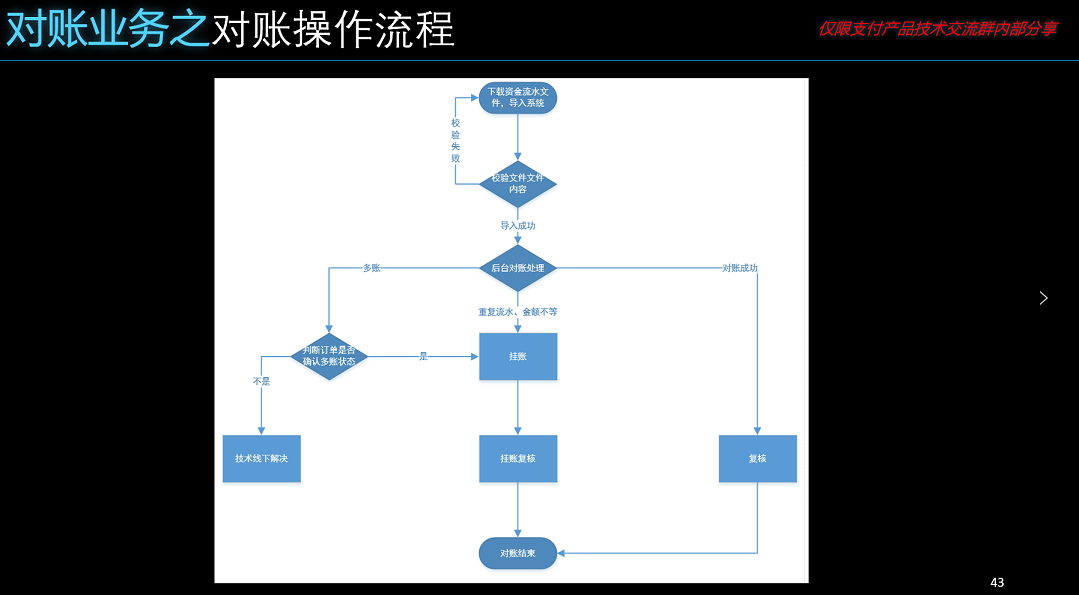 对账业务之对账操作流程
仅限支付产品技术交流群内部分享
下载资金流水文
件，导入系统
校
验
失
败
校验文件文件
内容
导入成功
多账
后台对账处理
对账成功
重复流水、金额不等
判断订单是否
确认多账状态
是
挂账
不是
技术线下解决
挂账复核
复核
对账结束
43